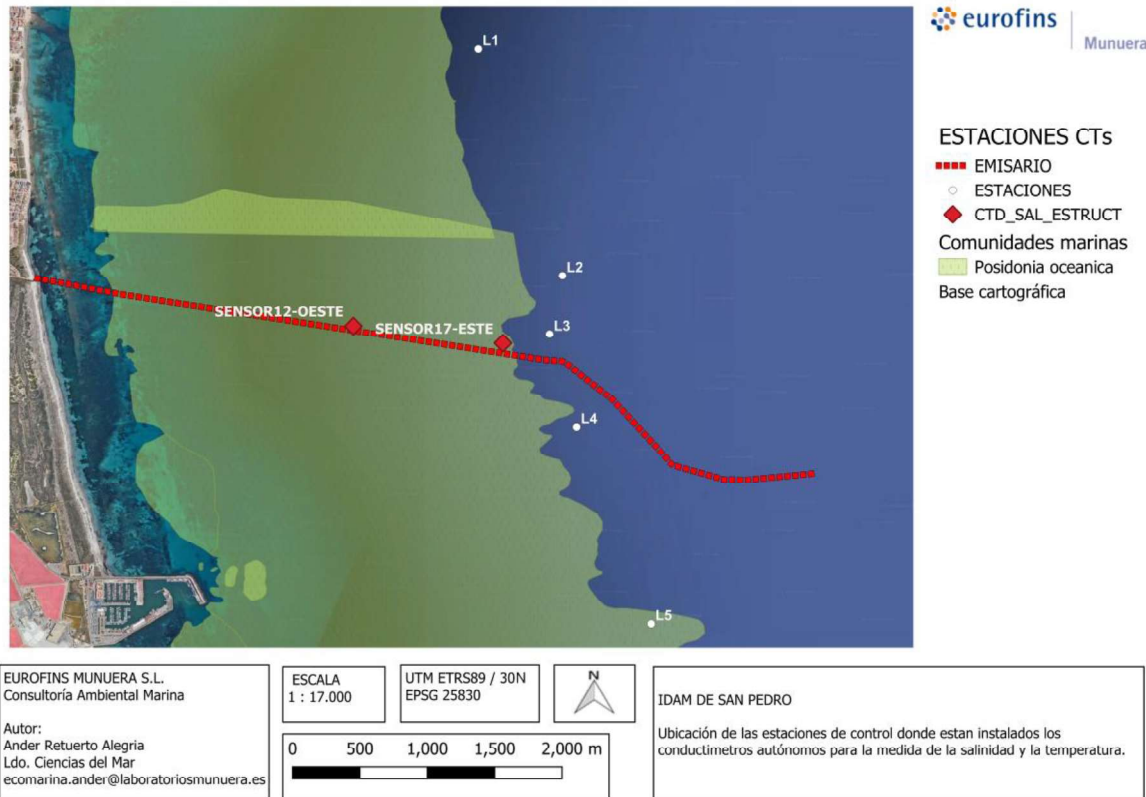 eurofins
Munuera
L1
L2
L3
L4
L5
SENSOR12-OESTE
SENSOR17-ESTE
ESTACIONES CTs
EMISARIO
ESTACIONES
CTD_SAL_ESTRUCT
Comunidades marinas
Posidonia oceanica
Base cartográfica
EUROFINS MUNUERA S.L.
Consultoría Ambiental Marina
Autor:
Ander Retuerto Alegria
Ldo. Ciencias del Mar
ecomarina.ander@laboratoriosmunuera.es
ESCALA
1 : 17.000
UTM ETRS89 / 30N
EPSG 25830
N
0 500 1,000 1,500 2,000 m
IDAM DE SAN PEDRO
Ubicación de las estaciones de control donde estan instalados los
conductímetros autónomos para la medida de la salinidad y la temperatura.